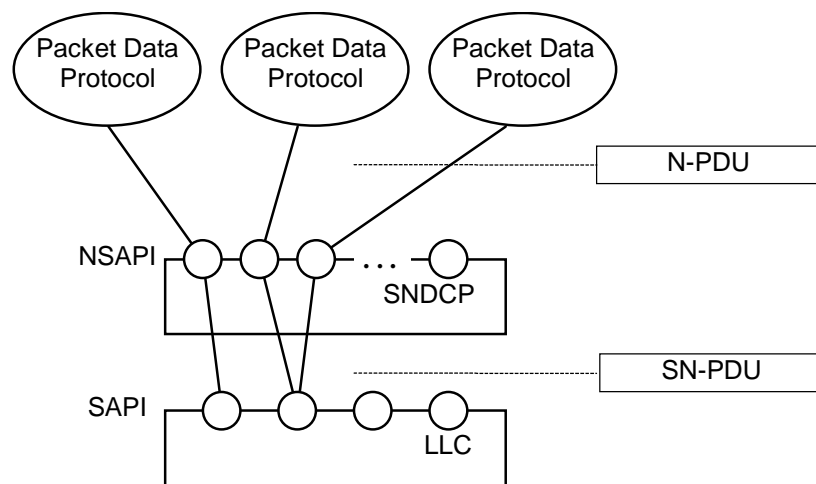 Packet Data
Protocol
Packet Data
Protocol
Packet Data
Protocol
N-PDU
NSAPI
. . .
SNDCP
SN-PDU
SAPI
LLC